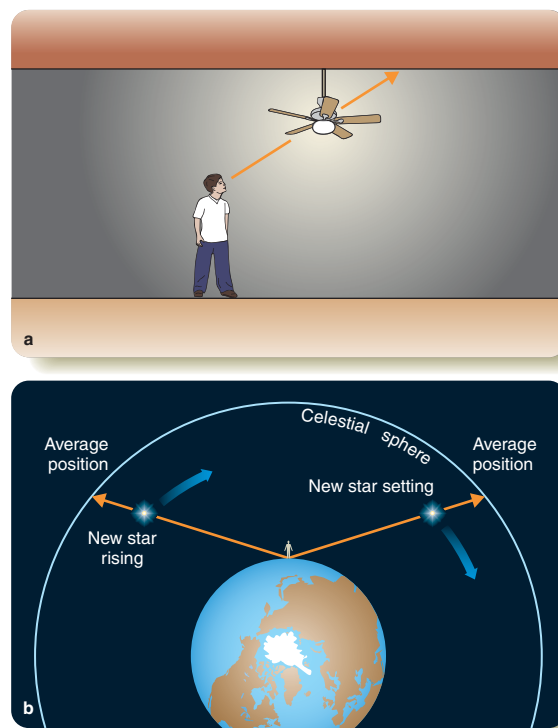 a
Celestial sphere
Average
position
Average
position
New star setting
New star
rising
b